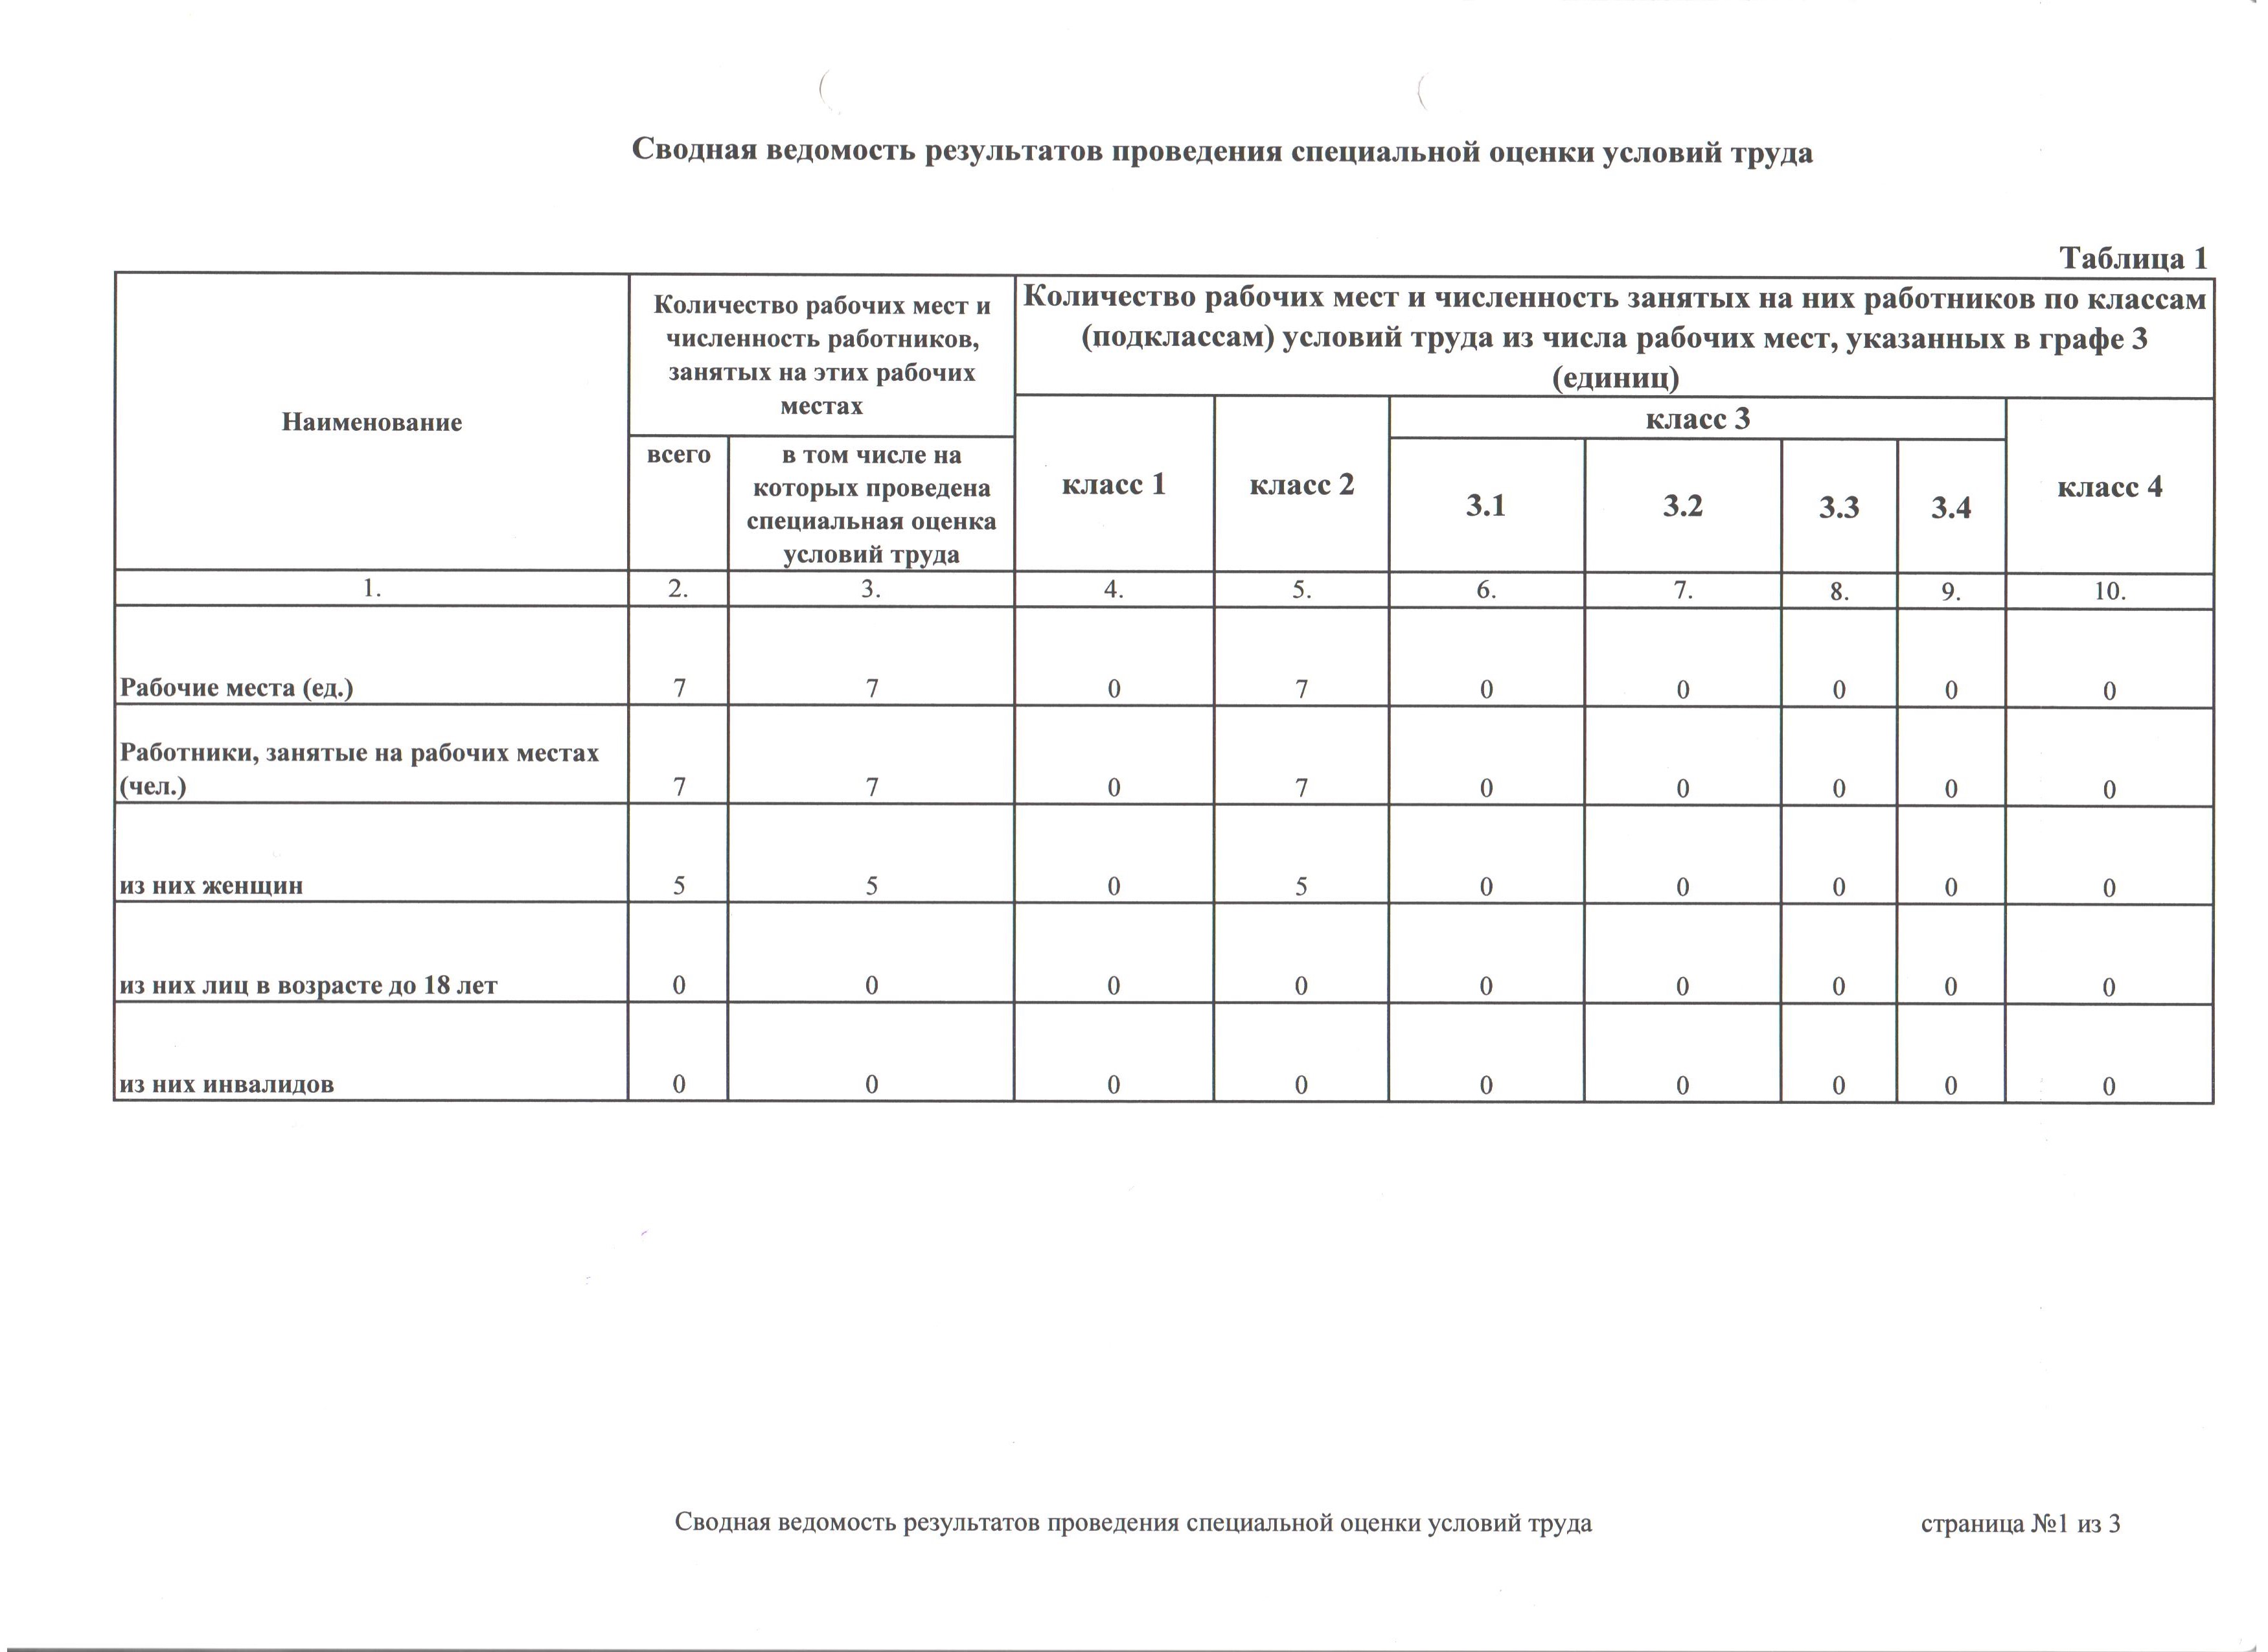 Сводная ведомость результатов проведения специальной оценки условий труда
Таблица 1
Наименование
Количество рабочих мест и
численность работников,
занятых на этих рабочих
местах
Количество рабочих мест и численность занятых на них работников по классам
(подклассам) условий труда из числа рабочих мест, указанных в графе 3
(единиц)
всего
в том числе на
которых проведена
специальная оценка
условий труда
класс 1
класс 2
класс 3
3.1
3.2
3.3
3.4
класс 4
1. 2. 3. 4. 5. 6. 7. 8. 9. 10.
Рабочие места (ед.) 7 7 0 7 0 0 0 0 0
Работники, занятые на рабочих местах
(чел.) 7 7 0 7 0 0 0 0 0
из них женщин 5 5 0 5 0 0 0 0 0
из них лиц в возрасте до 18 лет 0 0 0 0 0 0 0 0 0
из них инвалидов 0 0 0 0 0 0 0 0 0
Сводная ведомость результатов проведения специальной оценки условий труда страница №1 из 3